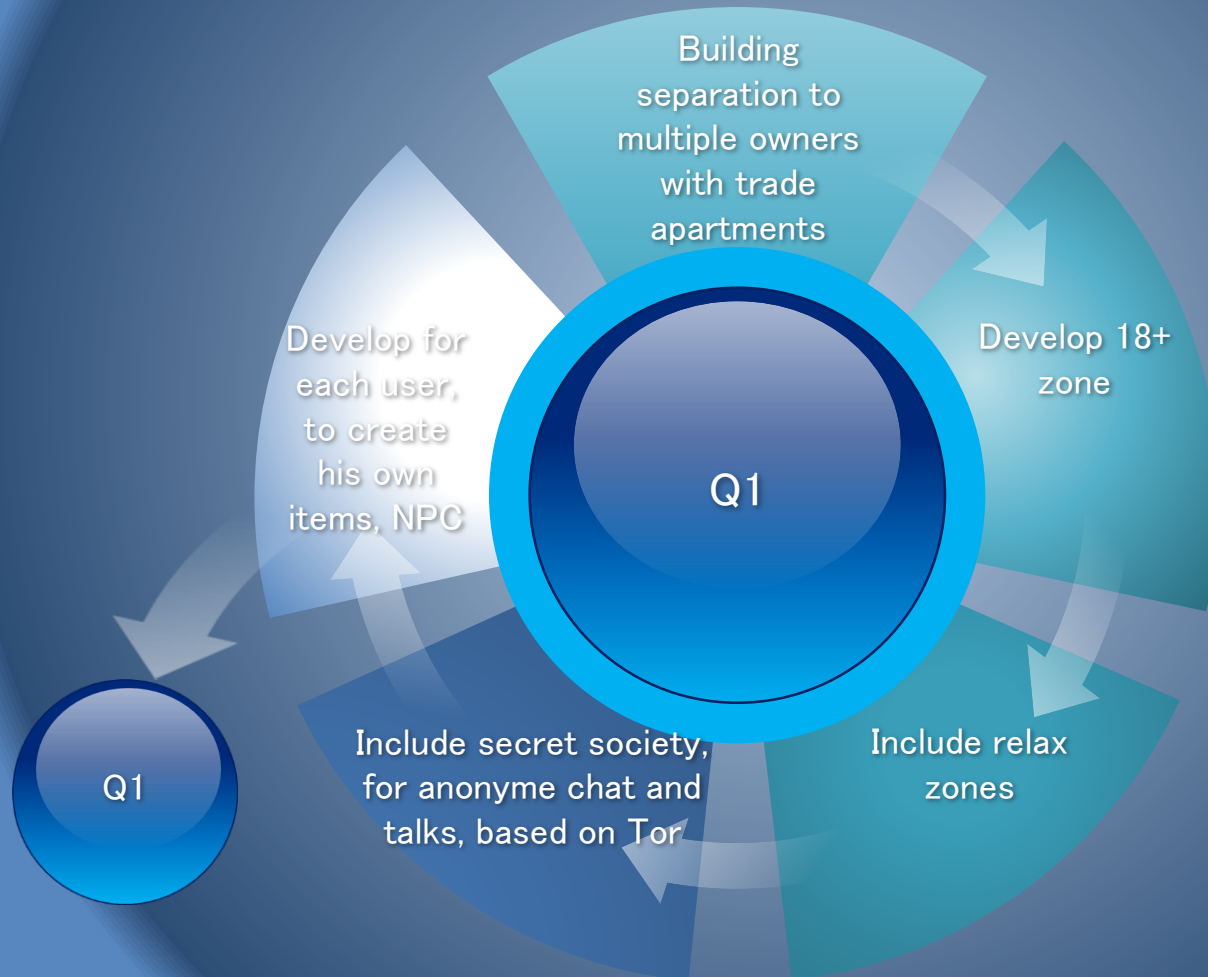 Building
separation to
multiple owners
with trade
apartments
Develop 18+
zone
Include relax
zones
Include secret society,
for anonyme chat and
talks, based on Tor
Develop for
each user,
to create
his own
items, NPC
Q1
Q1